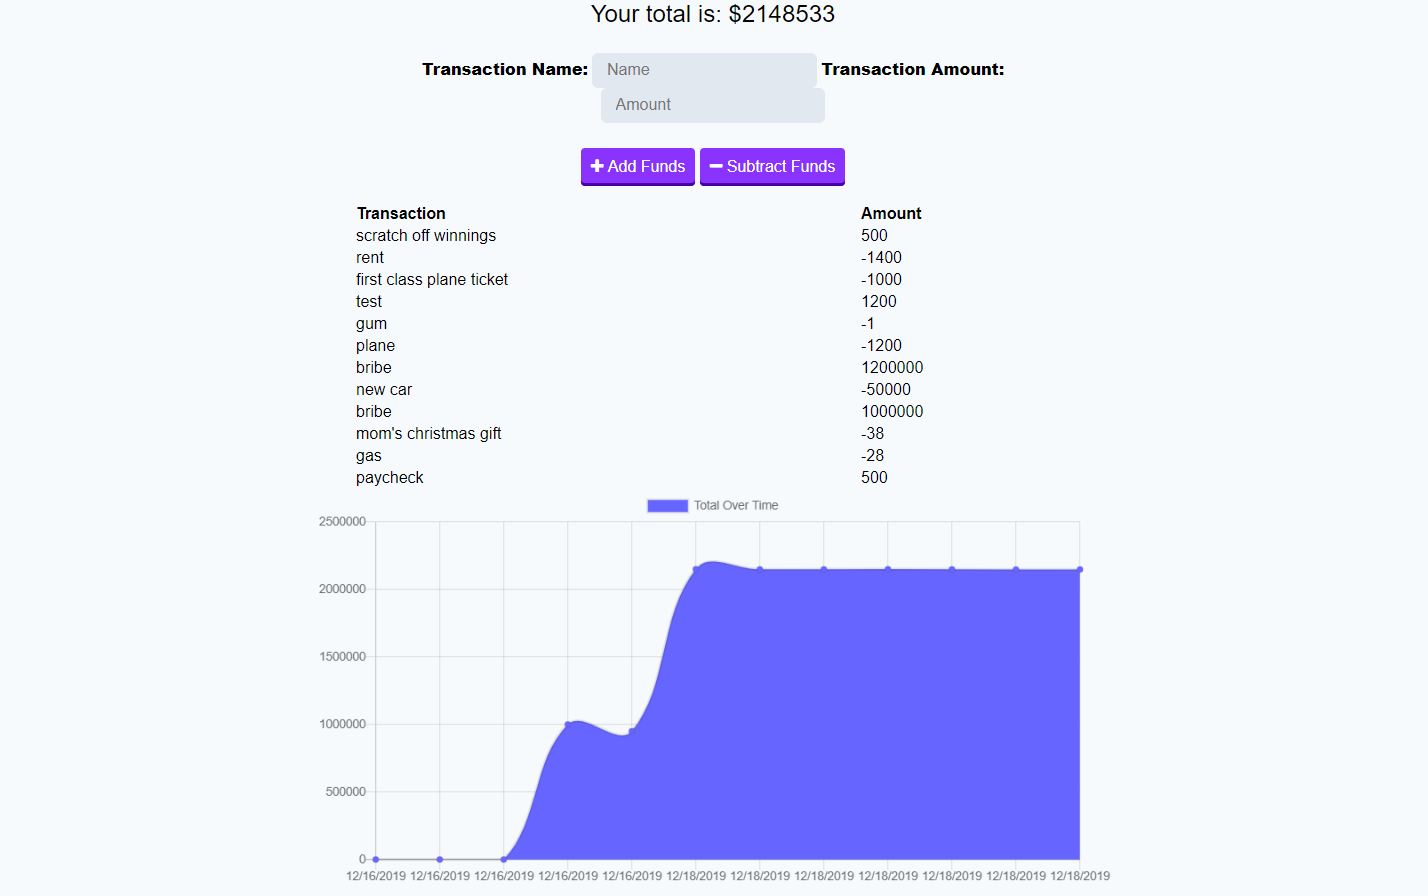 Your total is: $2148533
Transaction Name: Name Transaction Amount:
Amount
Add Funds Subtract Funds
Transaction Amount
scratch off winnings 500
rent -1400
first class plane ticket -1000
test 1200
gum -1
plane -1200
bribe 1200000
new car -50000
bribe 1000000
mom's christmas gift -38
gas -28
paycheck 500
Total Over Time
2500000
2000000
1500000
1000000
500000
0
12/16/2019 12/16/2019 12/16/2019 12/16/2019 12/16/2019 12/18/2019 12/18/2019 12/18/2019 12/18/2019 12/18/2019 12/18/2019 12/18/2019